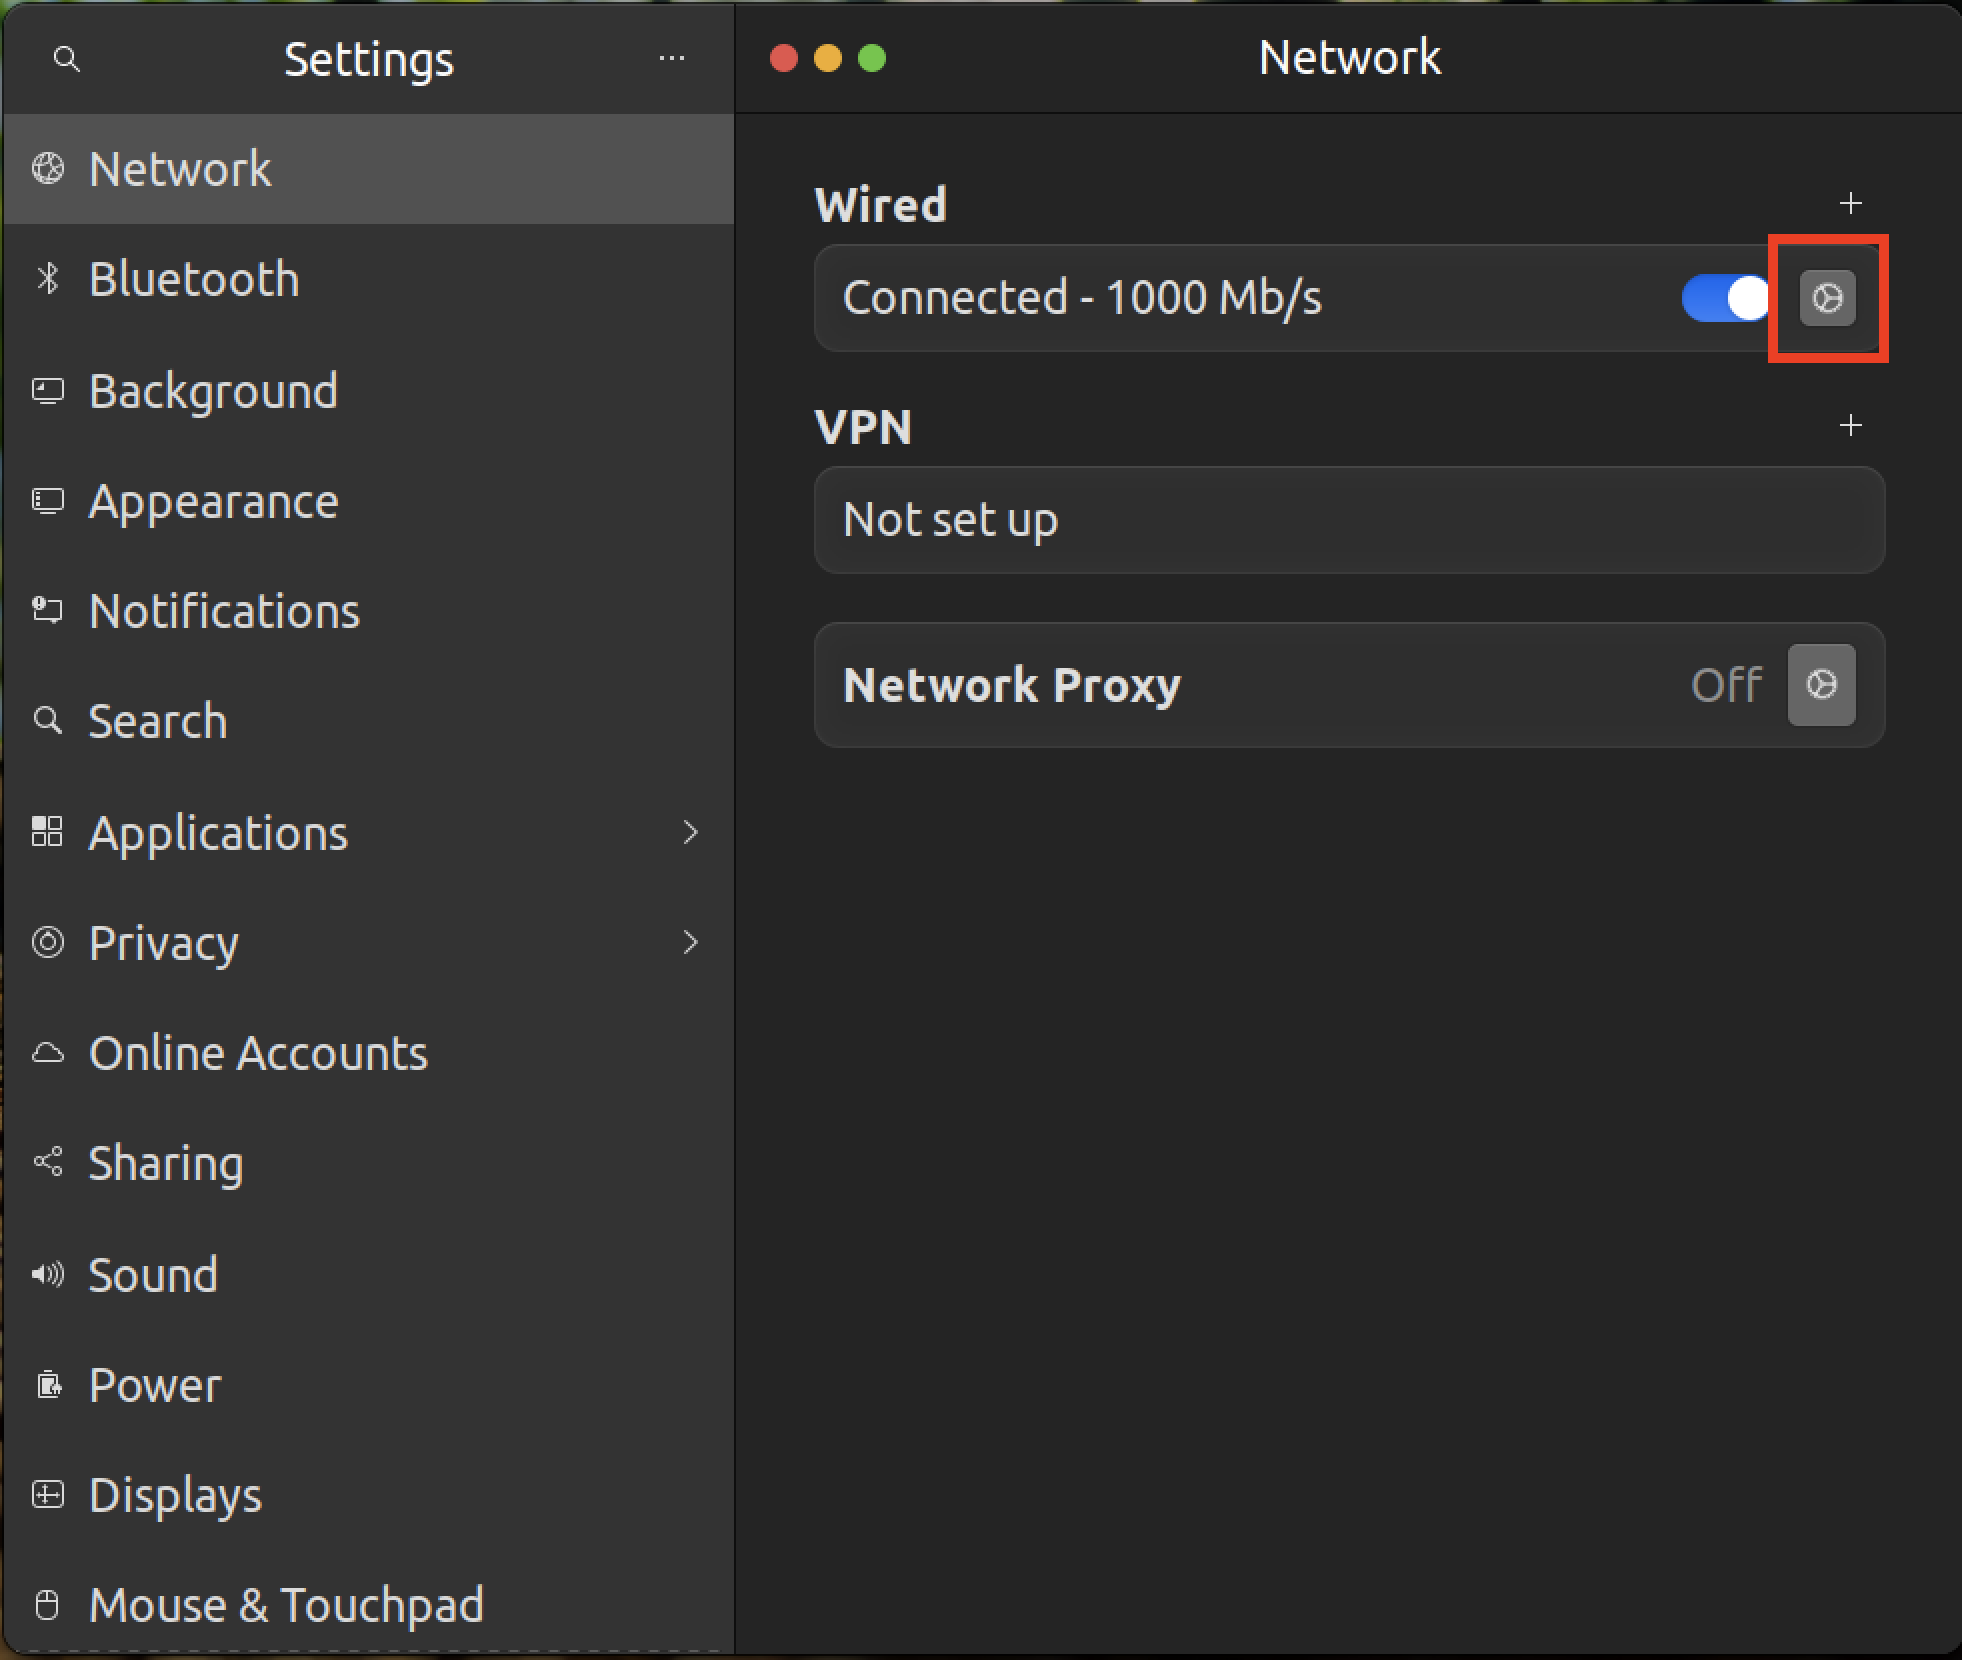 Settings
Network
Bluetooth
Background
Appearance
Notifications
Search
Applications
Privacy
Online Accounts
Sharing
Sound
Power
Displays
Mouse & Touchpad
Network
Wired
Connected - 1000 Mb/s
VPN
Not set up
Network Proxy Off